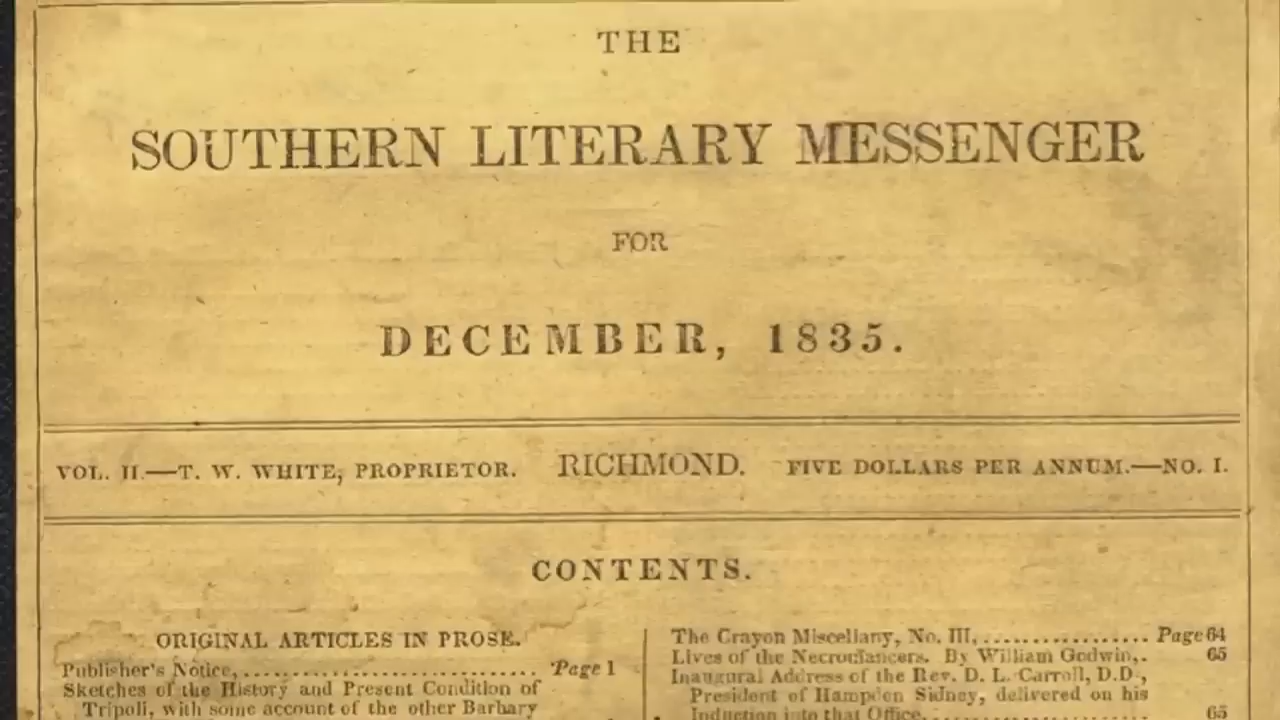 THE
SOUTHERN LITERARY MESSENGER
FOR
DECEMBER, 1835.
VOL. II.—T. W. WHITE, PROPRIETOR. RICHMOND. FIVE DOLLARS PER ANNUM.—NO. I.
CONTENTS.
ORIGINAL ARTICLES IN PROSE.
Publisher's Notice, Page 1
Sketches of the History and Present Condition of
Tripoli, with some account of the other Barbary
The Crayon Miscellany, No. III, Page 64
Lives of the Necromancers. By William Godwin, 65
Inaugural Address of the Rev. D. L. Carroll, D.D.,
President of Hampden Sidney, delivered on his
Induction into that Office. 65